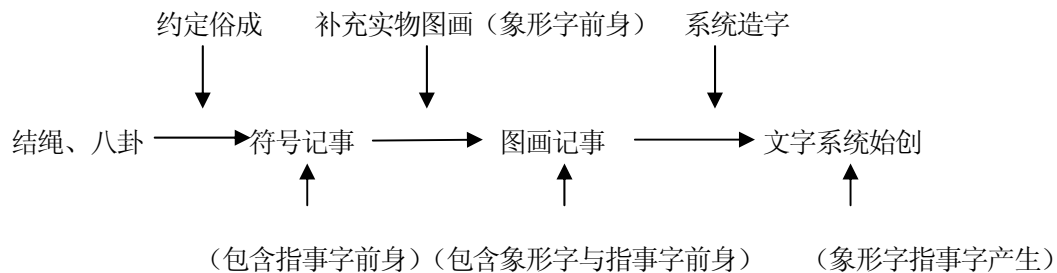 约定俗成 补充实物图画（象形字前身） 系统造字
结绳、八卦 符号记事 图画记事 文字系统始创
（包含指事字前身）（包含象形字与指事字前身） （象形字指事字产生）